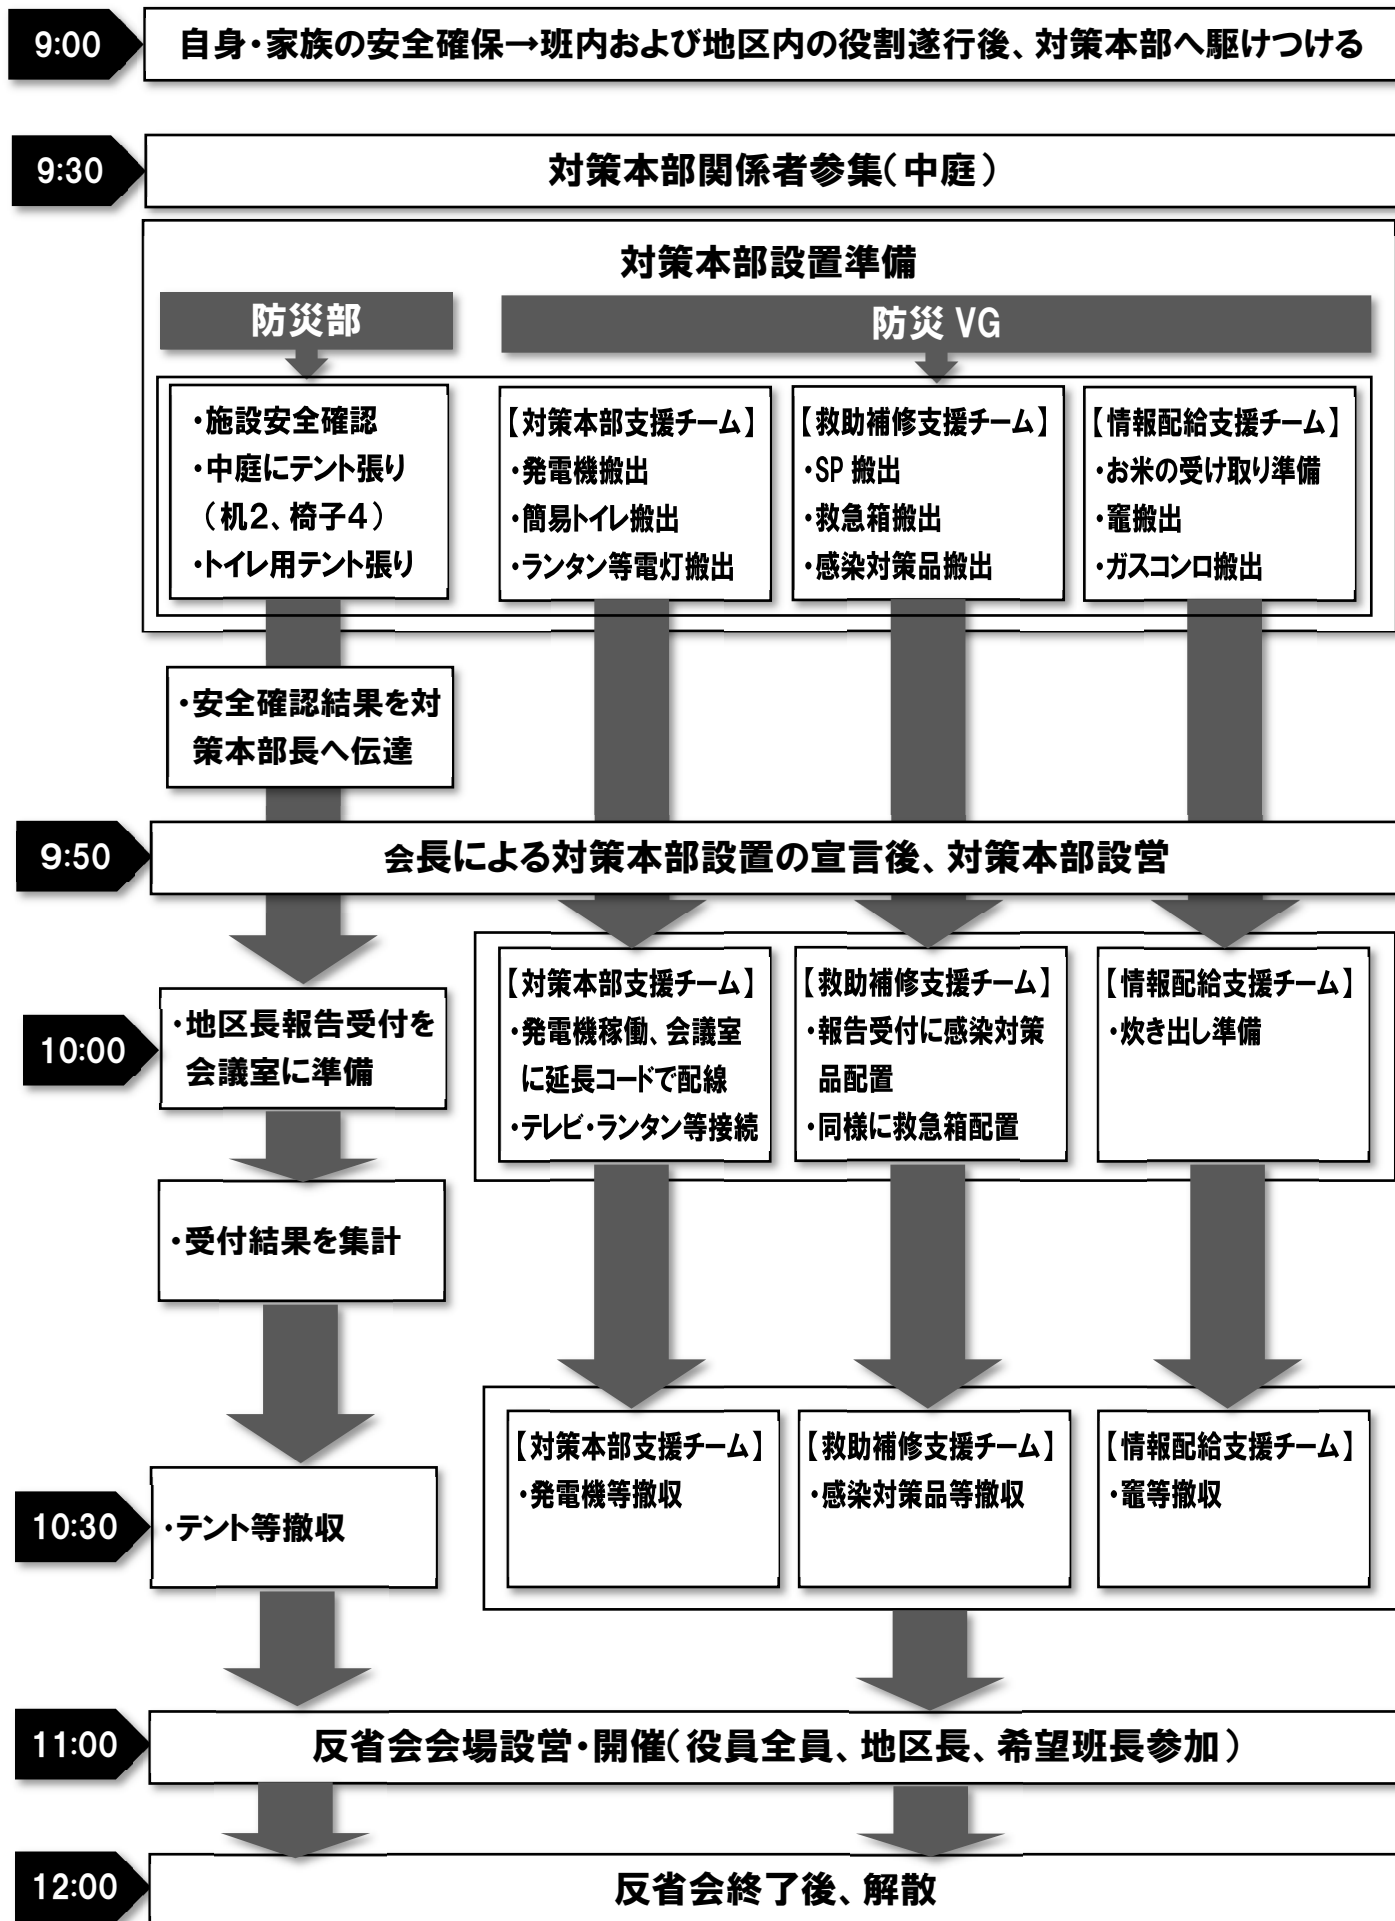 9:00
自身・家族の安全確保→班内および地区内の役割遂行後、対策本部へ駆けつける
9:30
対策本部関係者参集（中庭）
対策本部設置準備
防災部
防災 VG
・施設安全確認
・中庭にテント張り
（机2、椅子4）
・トイレ用テント張り
【対策本部支援チーム】
・発電機搬出
・簡易トイレ搬出
・ランタン等電灯搬出
【救助補修支援チーム】
・SP 搬出
・救急箱搬出
・感染対策品搬出
【情報配給支援チーム】
・お米の受け取り準備
・竈搬出
・ガスコンロ搬出
・安全確認結果を対
策本部長へ伝達
9:50
会長による対策本部設置の宣言後、対策本部設営
10:00
・地区長報告受付を
会議室に準備
【対策本部支援チーム】
・発電機稼働、会議室
に延長コードで配線
・テレビ・ランタン等接続
【救助補修支援チーム】
・報告受付に感染対策
品配置
・同様に救急箱配置
【情報配給支援チーム】
・炊き出し準備
・受付結果を集計
10:30
・テント等撤収
【対策本部支援チーム】
・発電機等撤収
【救助補修支援チーム】
・感染対策品等撤収
【情報配給支援チーム】
・竈等撤収
11:00
反省会会場設営・開催（役員全員、地区長、希望班長参加）
12:00
反省会終了後、解散